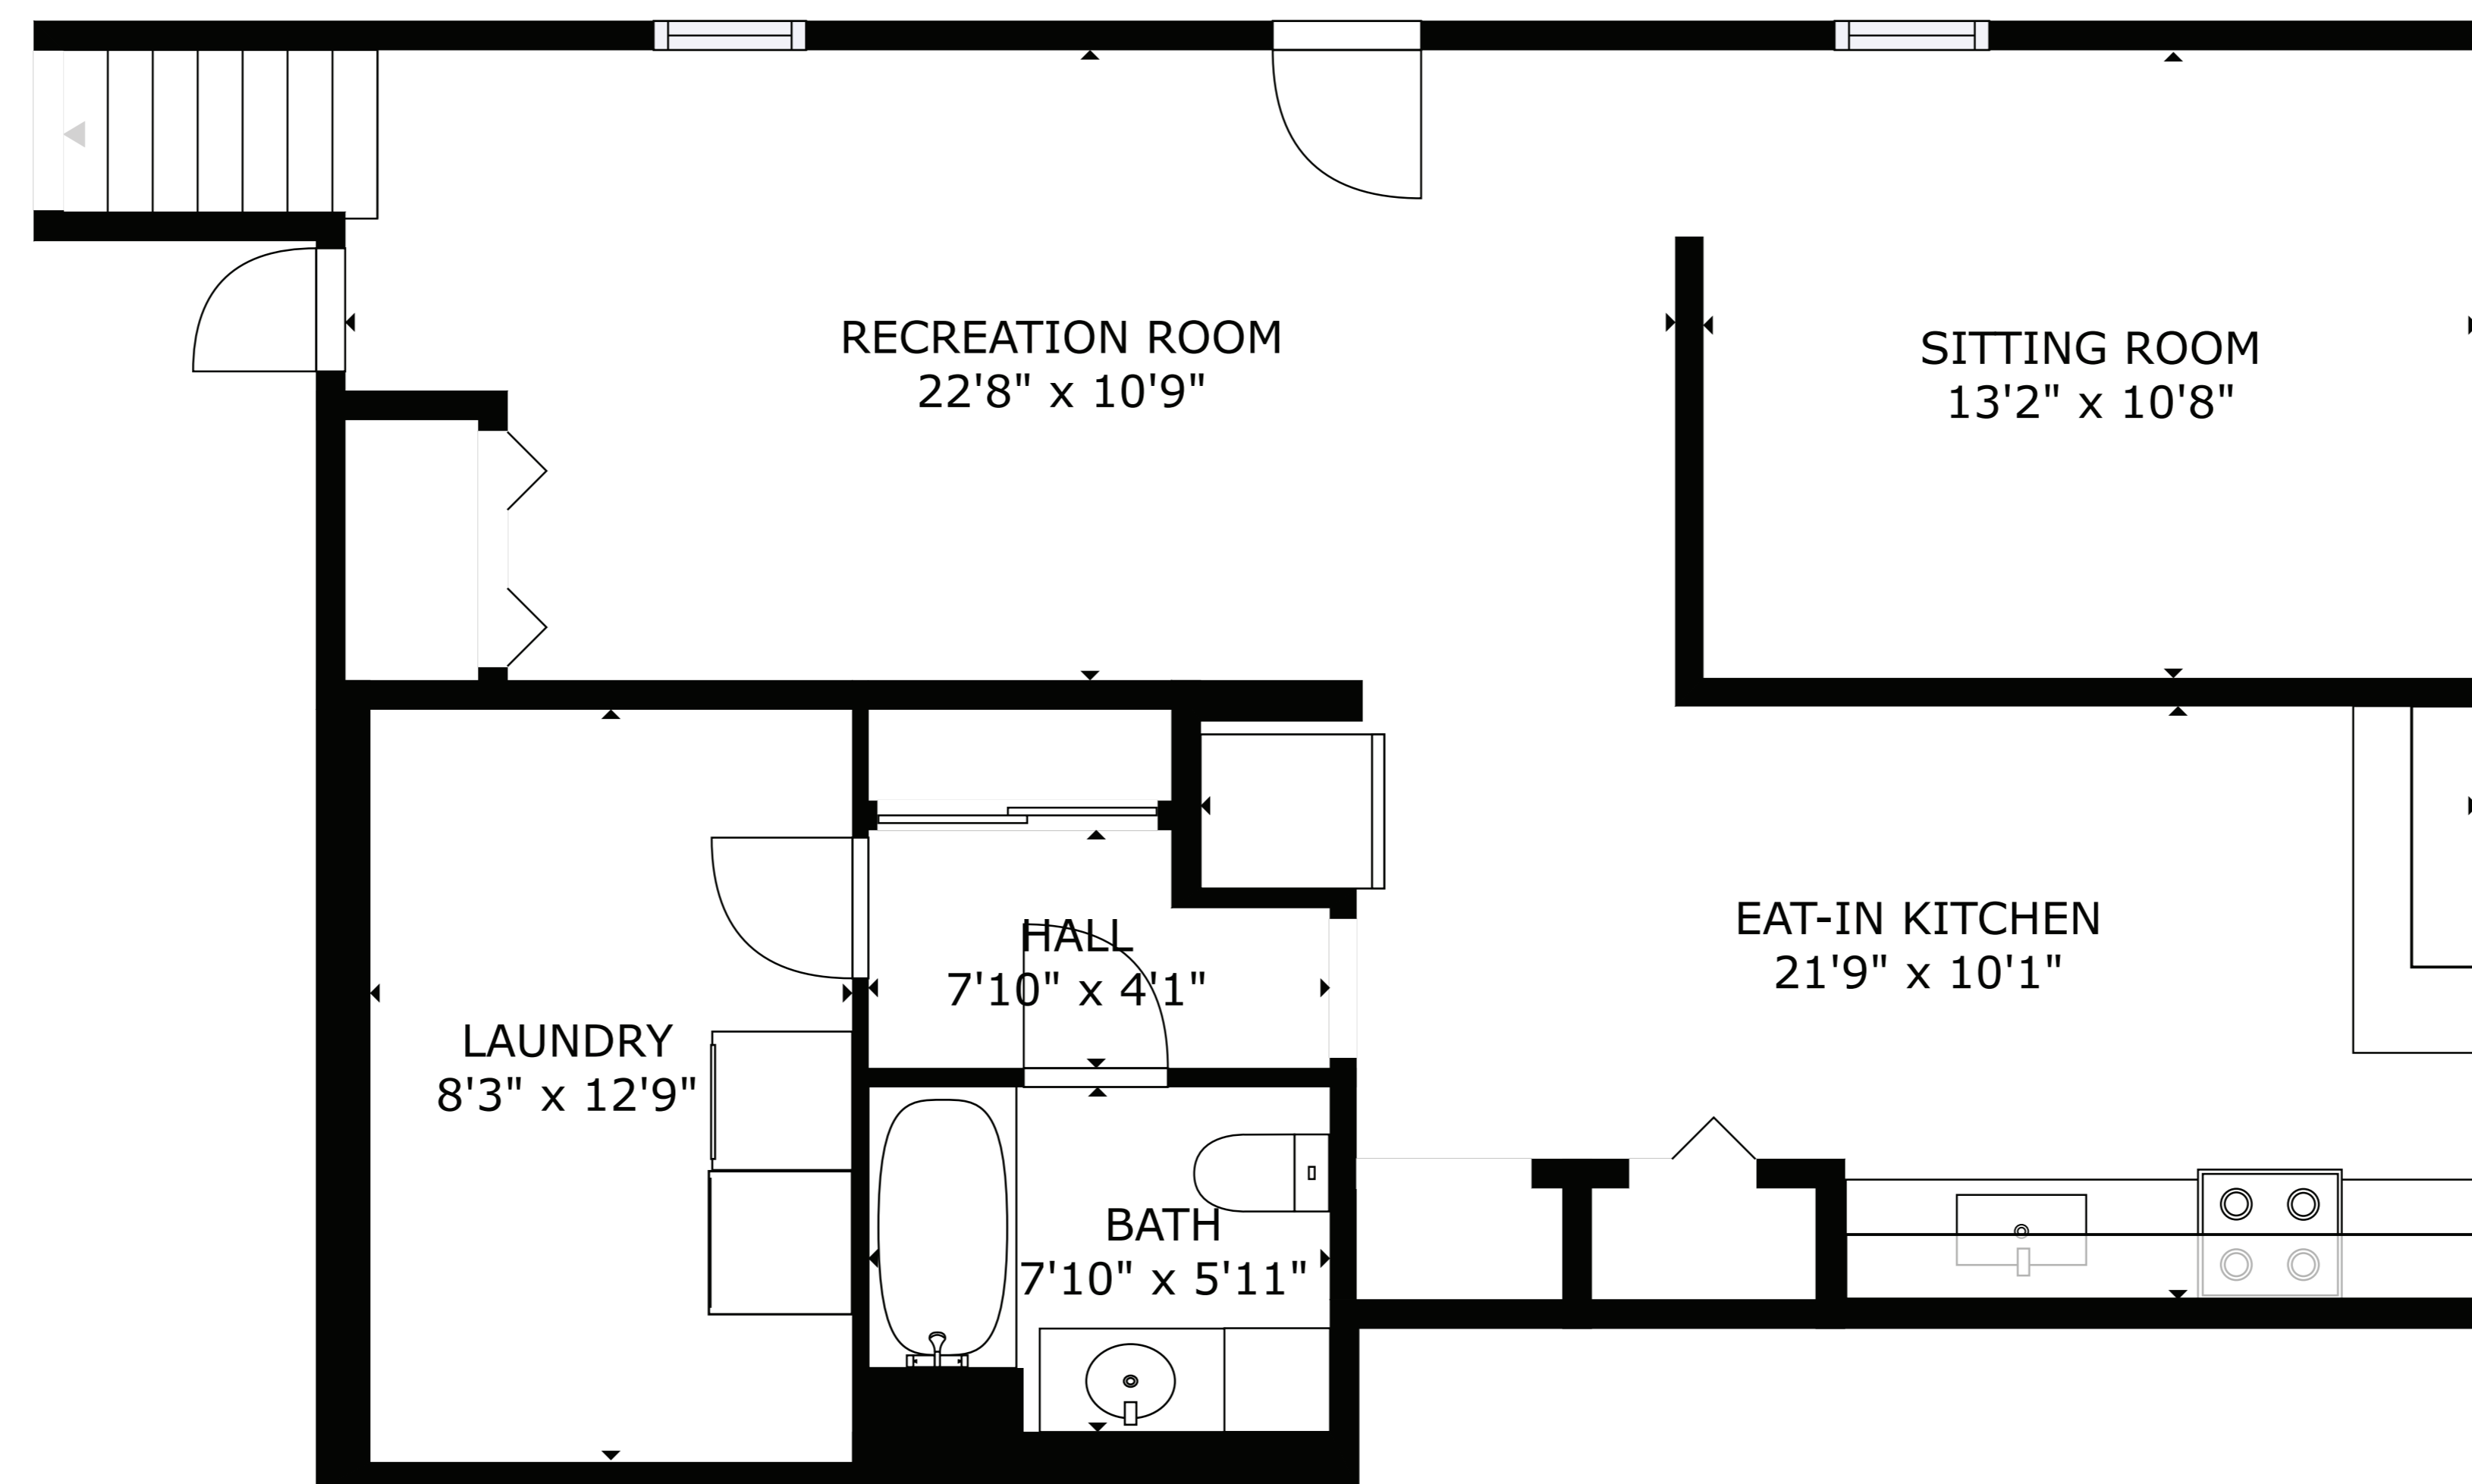 RECREATION ROOM
22'8" x 10'9"
SITTING ROOM
13'2" x 10'8"
EAT-IN KITCHEN
21'9" x 10'1"
HALL
7'10" x 4'1"
LAUNDRY
8'3" x 12'9"
BATH
7'10" x 5'11"